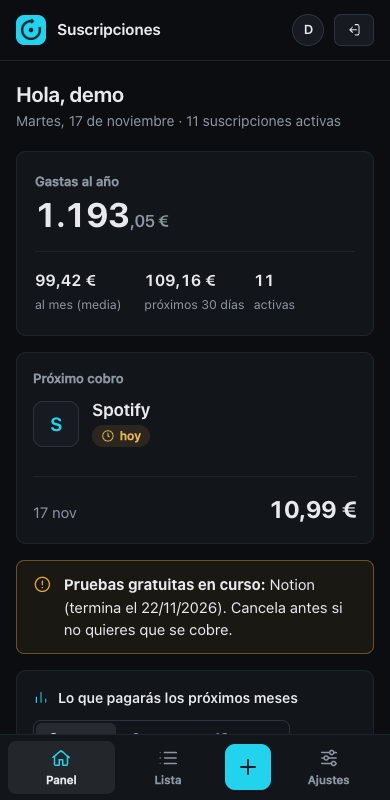 Suscripciones
D
Hola, demo
Martes, 17 de noviembre · 11 suscripciones activas
Gastas al año
1.193,05 €
99,42 € 109,16 € 11
al mes (media) próximos 30 días activas
Próximo cobro
S Spotify
hoy
17 nov 10,99 €
Pruebas gratuitas en curso: Notion
(termina el 22/11/2026). Cancela antes si
no quieres que se cobre.
Lo que pagarás los próximos meses
Panel Lista Ajustes